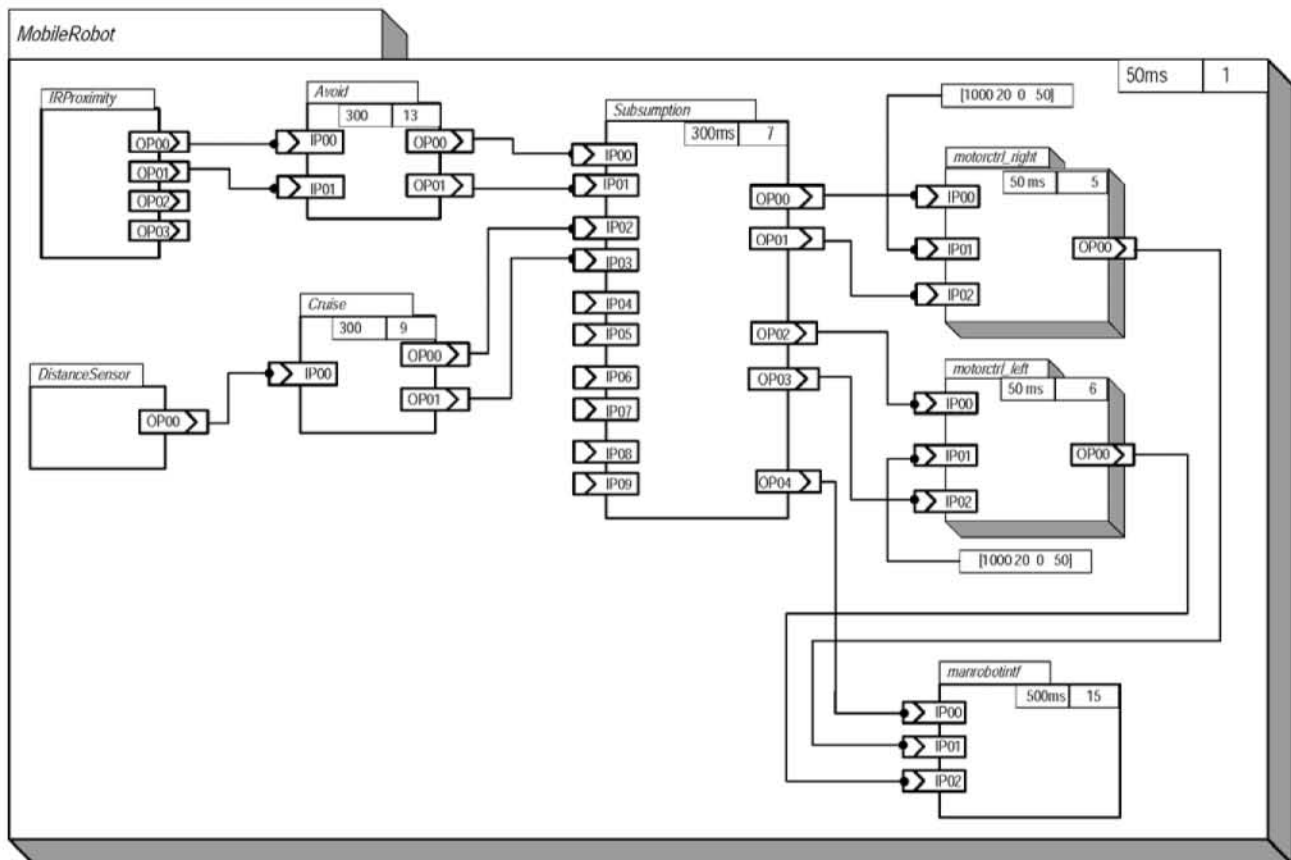 MobileRobot
50ms 1
IRProximity
OP00
OP01
OP02
OP03
Avoid
300 13
IP00
IP01
OP00
OP01
Cruise
300 9
IP00
OP00
OP01
DistanceSensor
OP00
Subsumption
300ms 7
IP00
IP01
IP02
IP03
IP04
IP05
IP06
IP07
IP08
IP09
OP00
OP01
OP02
OP03
OP04
[1000 20 0 50]
motorctrl_right
50 ms 5
IP00
IP01
IP02
OP00
motorctrl_left
50 ms 6
IP00
IP01
IP02
OP00
[1000 20 0 50]
manrobotintf
500ms 15
IP00
IP01
IP02